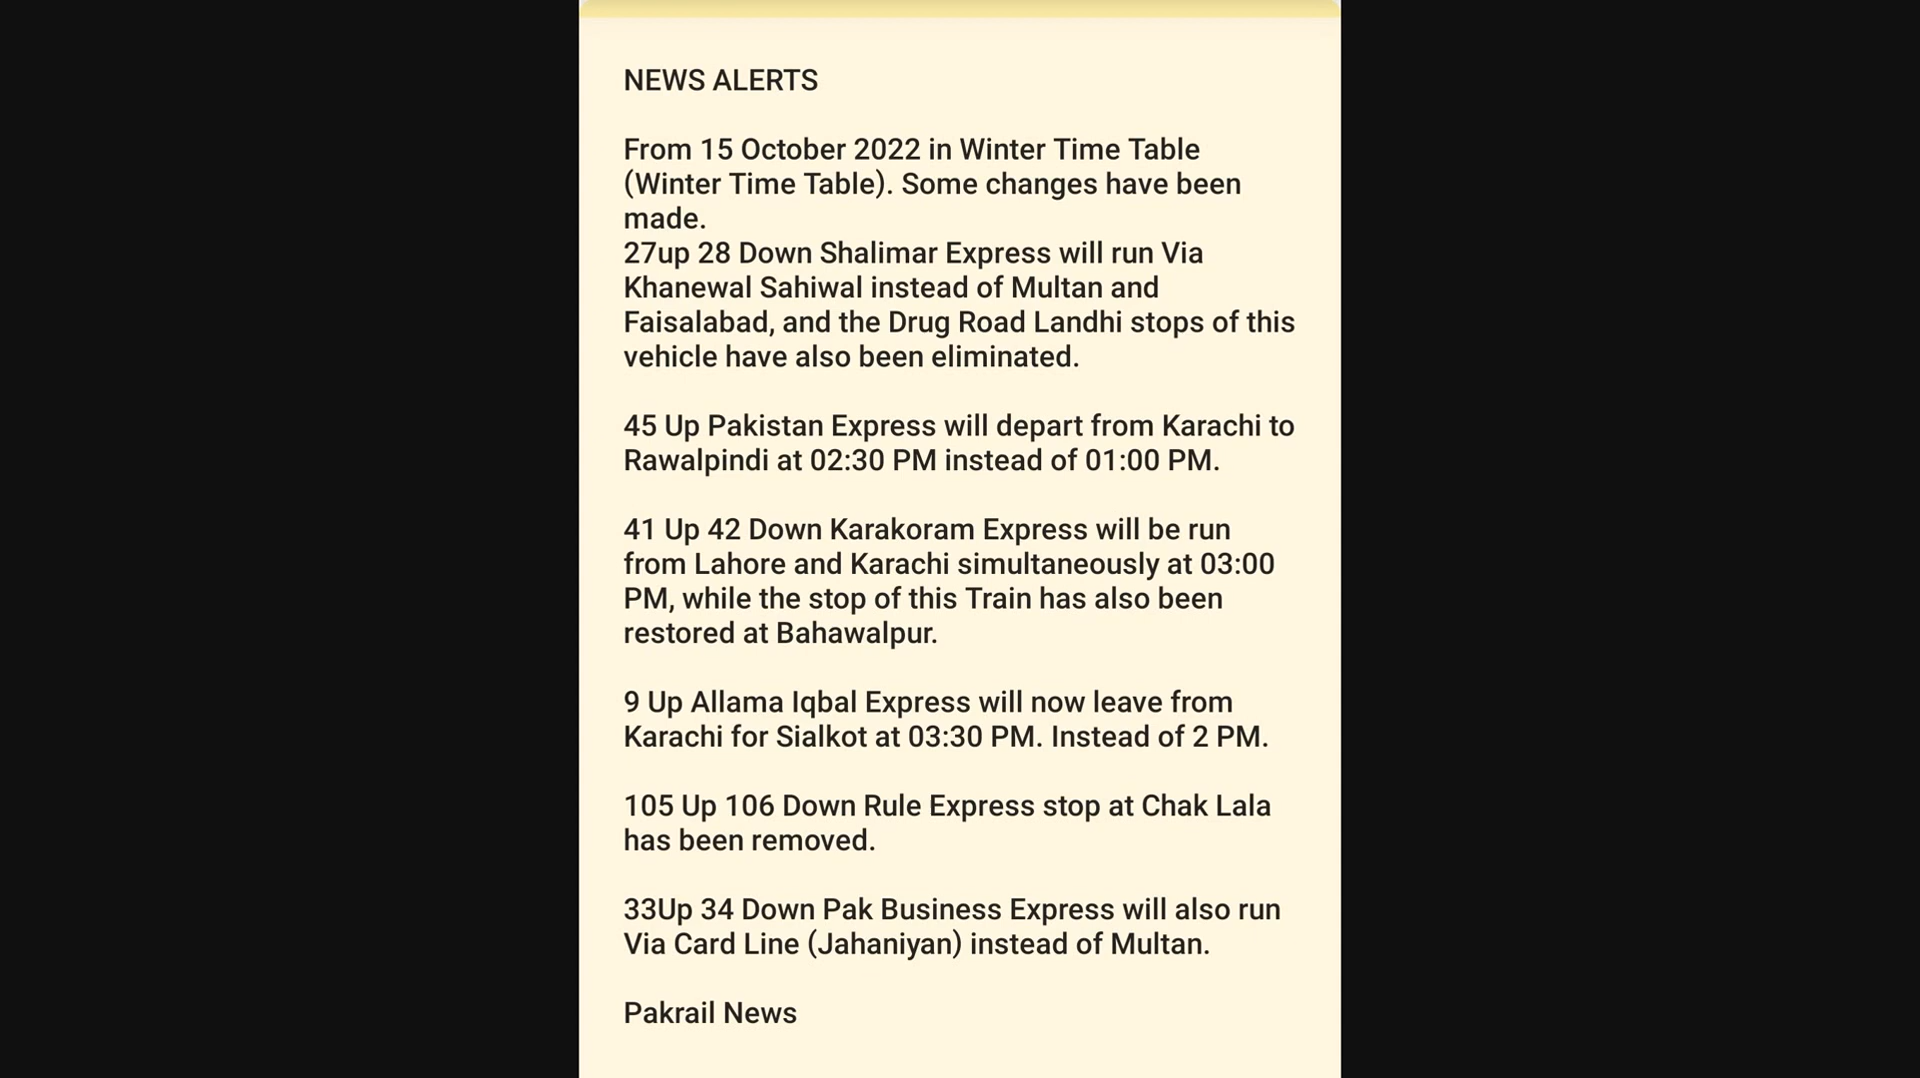 NEWS ALERTS
From 15 October 2022 in Winter Time Table
(Winter Time Table). Some changes have been
made.
27up 28 Down Shalimar Express will run Via
Khanewal Sahiwal instead of Multan and
Faisalabad, and the Drug Road Landhi stops of this
vehicle have also been eliminated.
45 Up Pakistan Express will depart from Karachi to
Rawalpindi at 02:30 PM instead of 01:00 PM.
41 Up 42 Down Karakoram Express will be run
from Lahore and Karachi simultaneously at 03:00
PM, while the stop of this Train has also been
restored at Bahawalpur.
9 Up Allama Iqbal Express will now leave from
Karachi for Sialkot at 03:30 PM. Instead of 2 PM.
105 Up 106 Down Rule Express stop at Chak Lala
has been removed.
33Up 34 Down Pak Business Express will also run
Via Card Line (Jahaniyan) instead of Multan.
Pakrail News